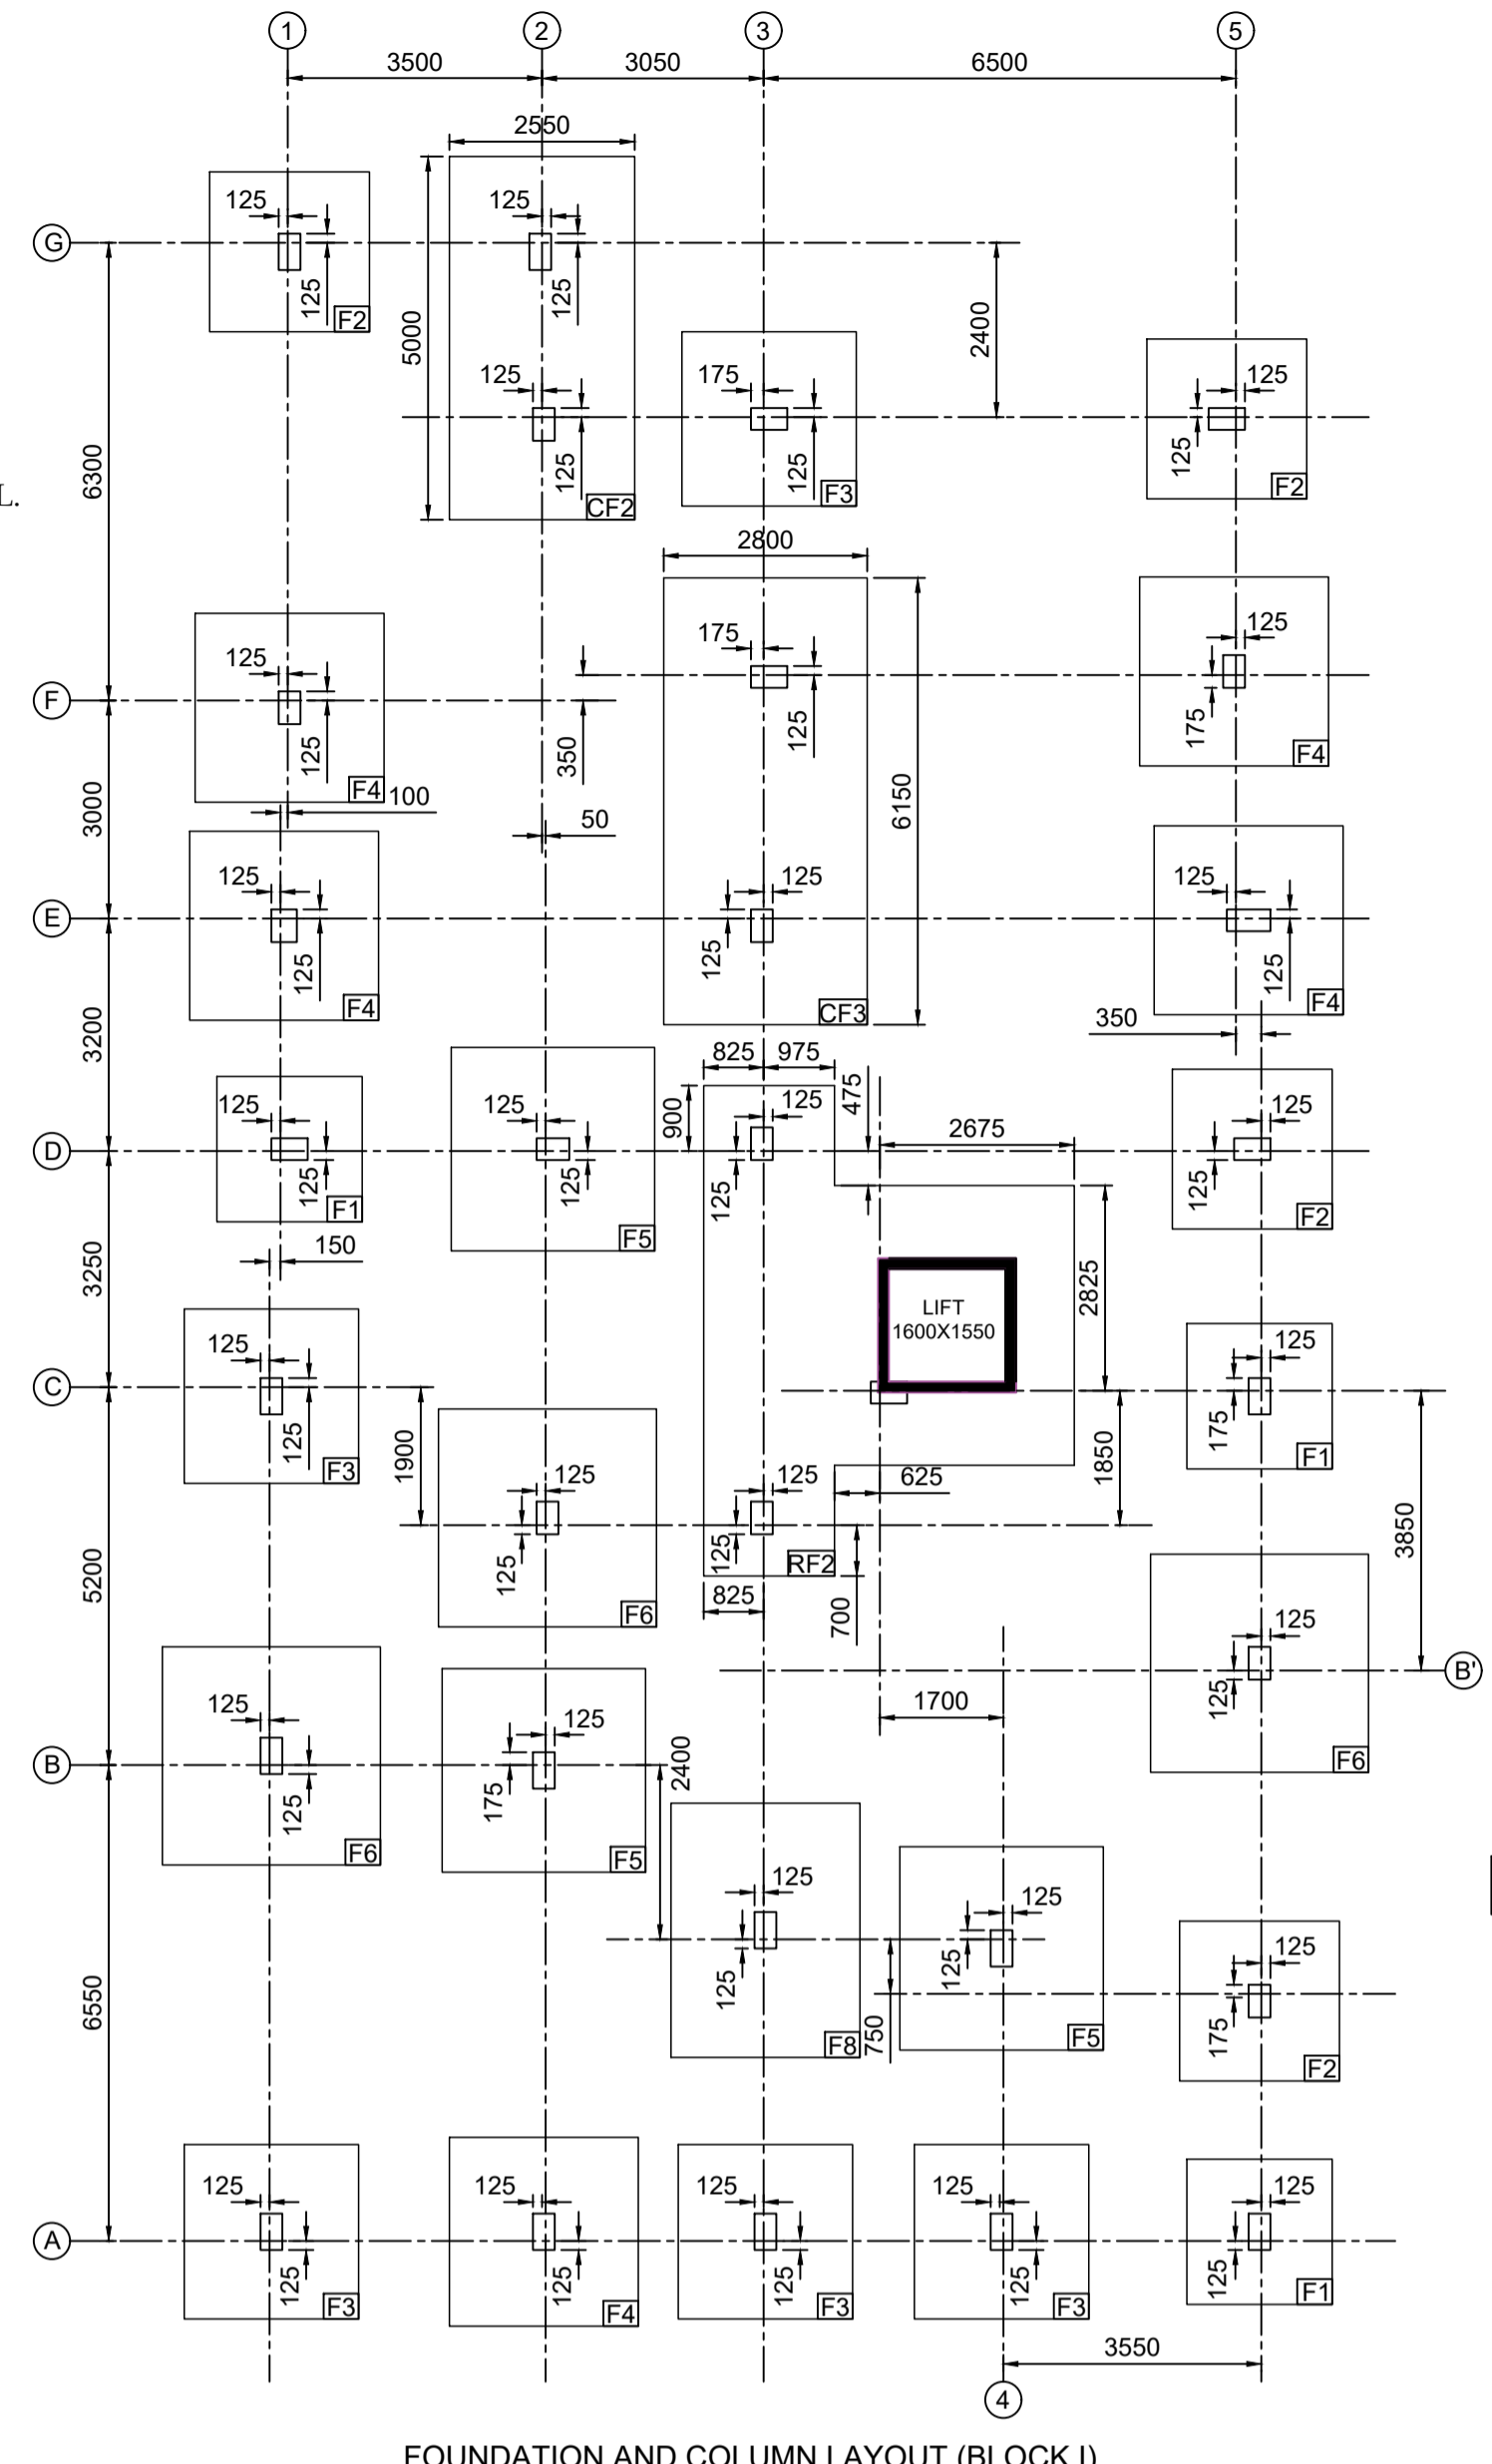 1 2 3 5
3500 3050 6500
2550
125 125
G
125 125
F2
5000
2400
125 175 125
125 125 125
6300
L.
CF2 F3 F2
2800
175 125
125
125
F
125 350 125 175
F4 F4
100
50
3000
6150
125 125 125
E
125 125 125
F4 CF3 F4
350
3200
825 975
475
900
125 125 125 125
2675
D
125 125 125 125
F1 F5 F2
150
3250
2825
LIFT
1600X1550
125 125
C
125 175
F3 F1
1900
1850
625
125 125
125 125
RF2
F6
825
700
3850
5200
125
B'
125
1700
125 125
B
125 175
2400
F6 F5 F6
125 125
125 125
125
175
750
F8 F5 F2
6550
125 125 125 125 125
A
125 125 125 125 125
F3 F4 F3 F3 F1
3550
4
FOUNDATION AND COLUMN LAYOUT (BLOCK I)